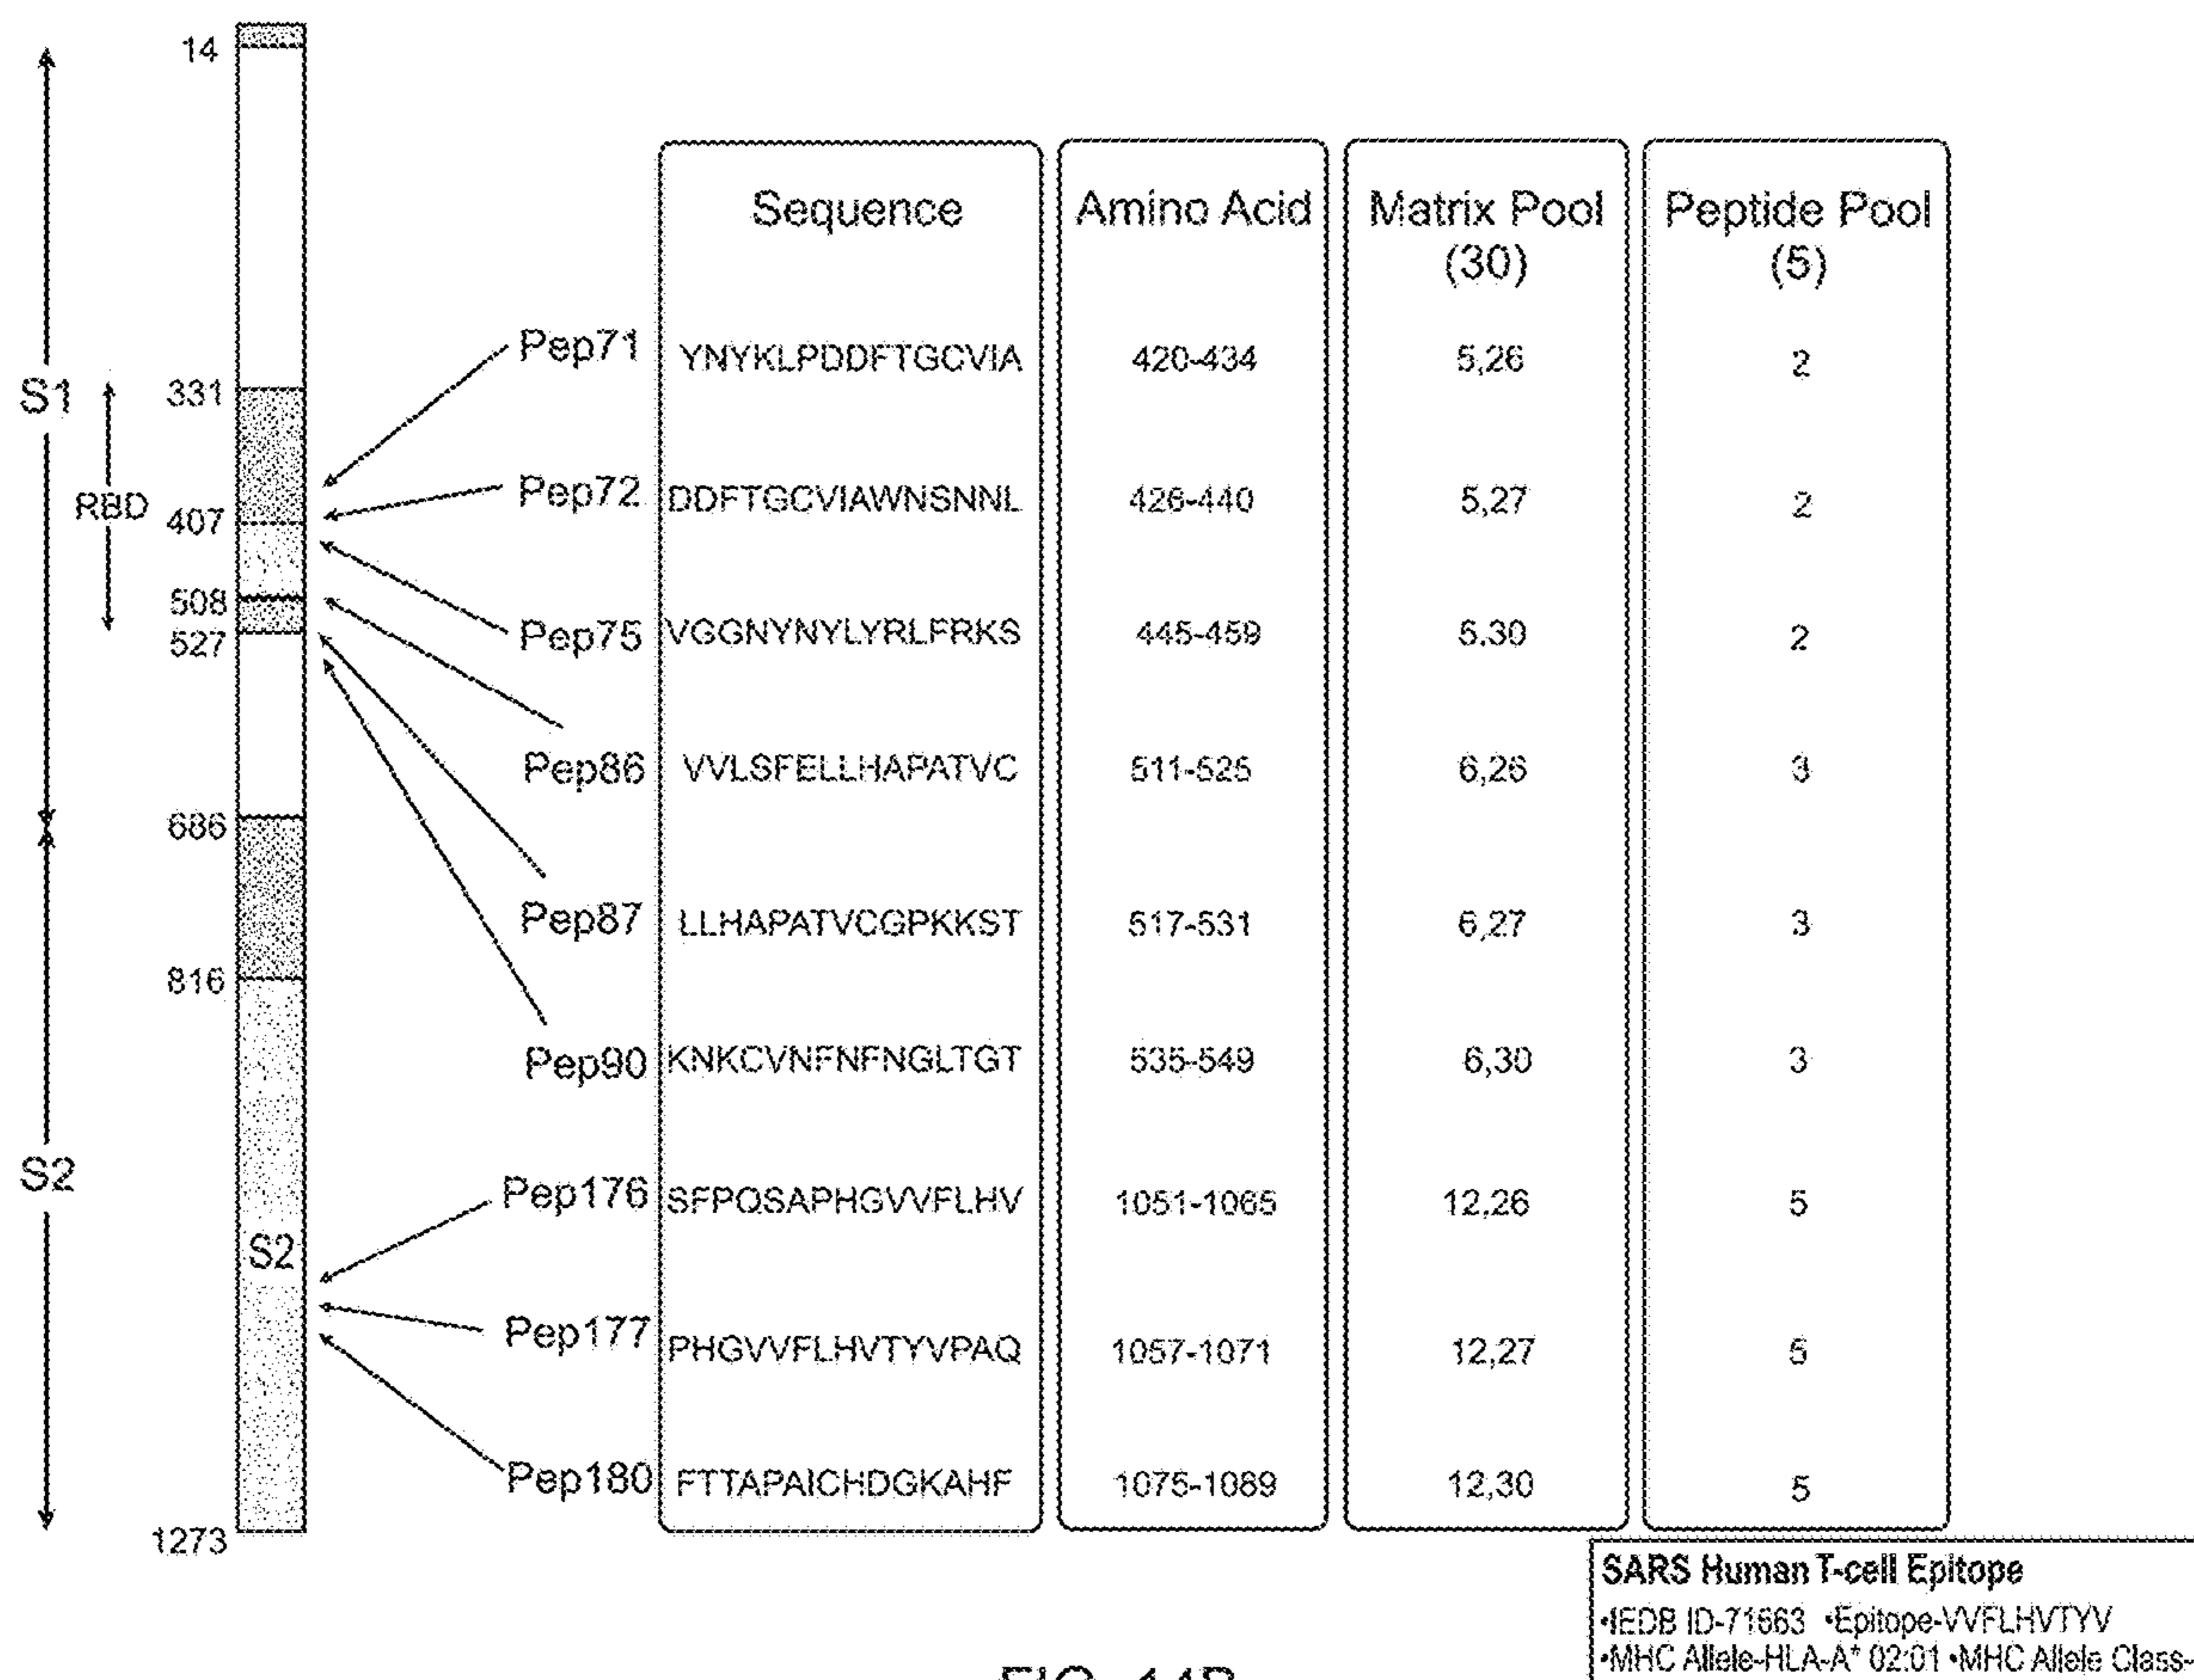 14
S1
331
RBD
407
508
527
686
816
S2
S2
1273
Sequence Amino Acid Matrix Pool (30) Peptide Pool (5)
Pep71 YNYKLPDDFTGCVIA 420-434 5,26 2
Pep72 DDFTGCVIAWNSNNL 426-440 5,27 2
Pep75 VGGNYNYLYRLFRKS 445-459 5,30 2
Pep86 VVLSFELLHAPATVC 511-525 6,26 3
Pep87 LLHAPATVCGPKKST 517-531 6,27 3
Pep90 KNKCVNFNFNGLTGT 535-549 6,30 3
Pep176 SFPQSAPHGVVFLHV 1051-1065 12,26 5
Pep177 PHGVVFLHVTYVPAQ 1057-1071 12,27 5
Pep180 FTTAPAICHDGKAHF 1075-1089 12,30 5
SARS Human T-cell Epitope
•IEDB ID-71663 •Epitope-VVFLHVTYV
•MHC Allele-HLA-A* 02:01 •MHC Allele Class-